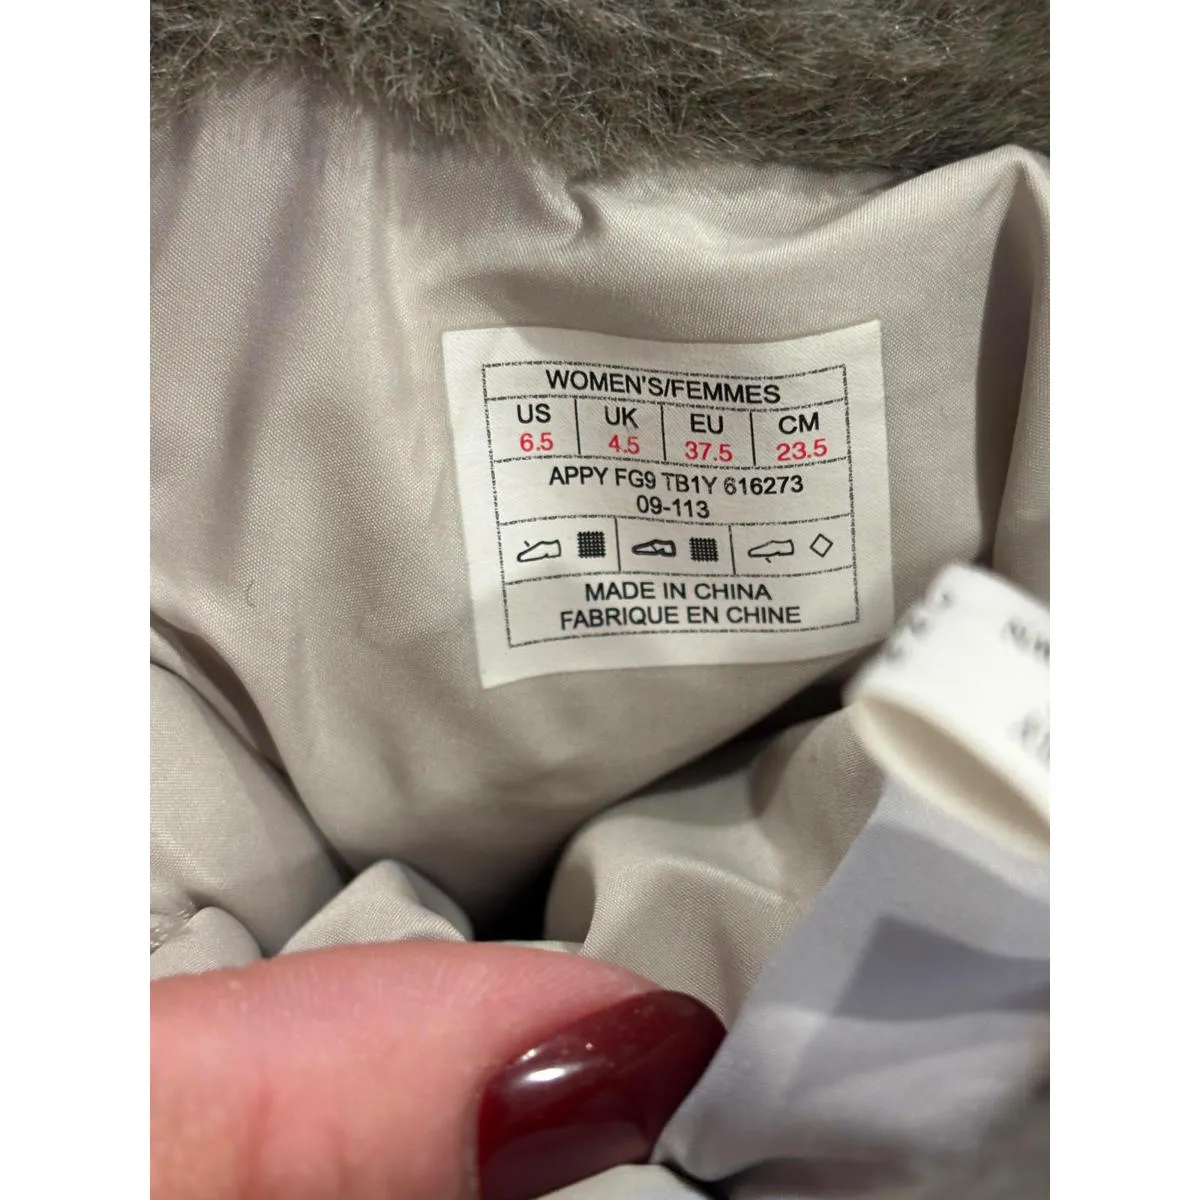 WOMEN'S/FEMMES
US UK EU CM
6.5 4.5 37.5 23.5
APPY FG9 TB1Y 616273
09-113
MADE IN CHINA
FABRIQUE EN CHINE